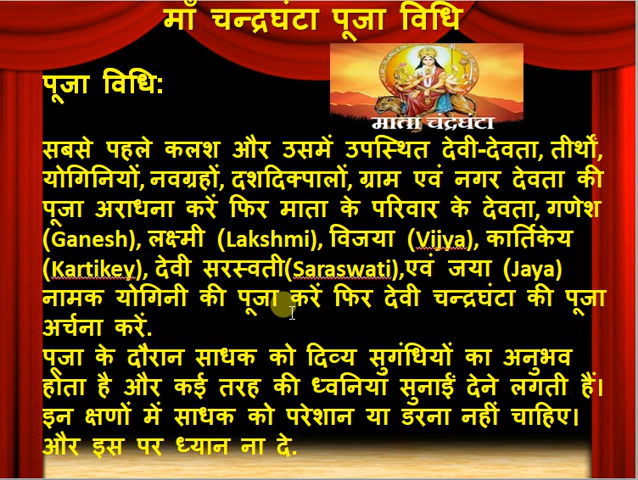 माँ चन्द्रघंटा पूजा विधि
पूजा विधि:
माता चंद्रघंटा
सबसे पहले कलश और उसमें उपस्थित देवी-देवता, तीर्थों,
योगिनियों, नवग्रहों, दशदिक्पालों, ग्राम एवं नगर देवता की
पूजा अराधना करें फिर माता के परिवार के देवता, गणेश
(Ganesh), लक्ष्मी (Lakshmi), विजया (Vijya), कार्तिकेय
(Kartikey), देवी सरस्वती(Saraswati),एवं जया (Jaya)
नामक योगिनी की पूजा करें फिर देवी चन्द्रघंटा की पूजा
अर्चना करें.
पूजा के दौरान साधक को दिव्य सुगंधियों का अनुभव
होता है और कई तरह की ध्वनियां सुनाईं देने लगती हैं।
इन क्षणों में साधक को परेशान या डरना नहीं चाहिए।
और इस पर ध्यान ना दे.